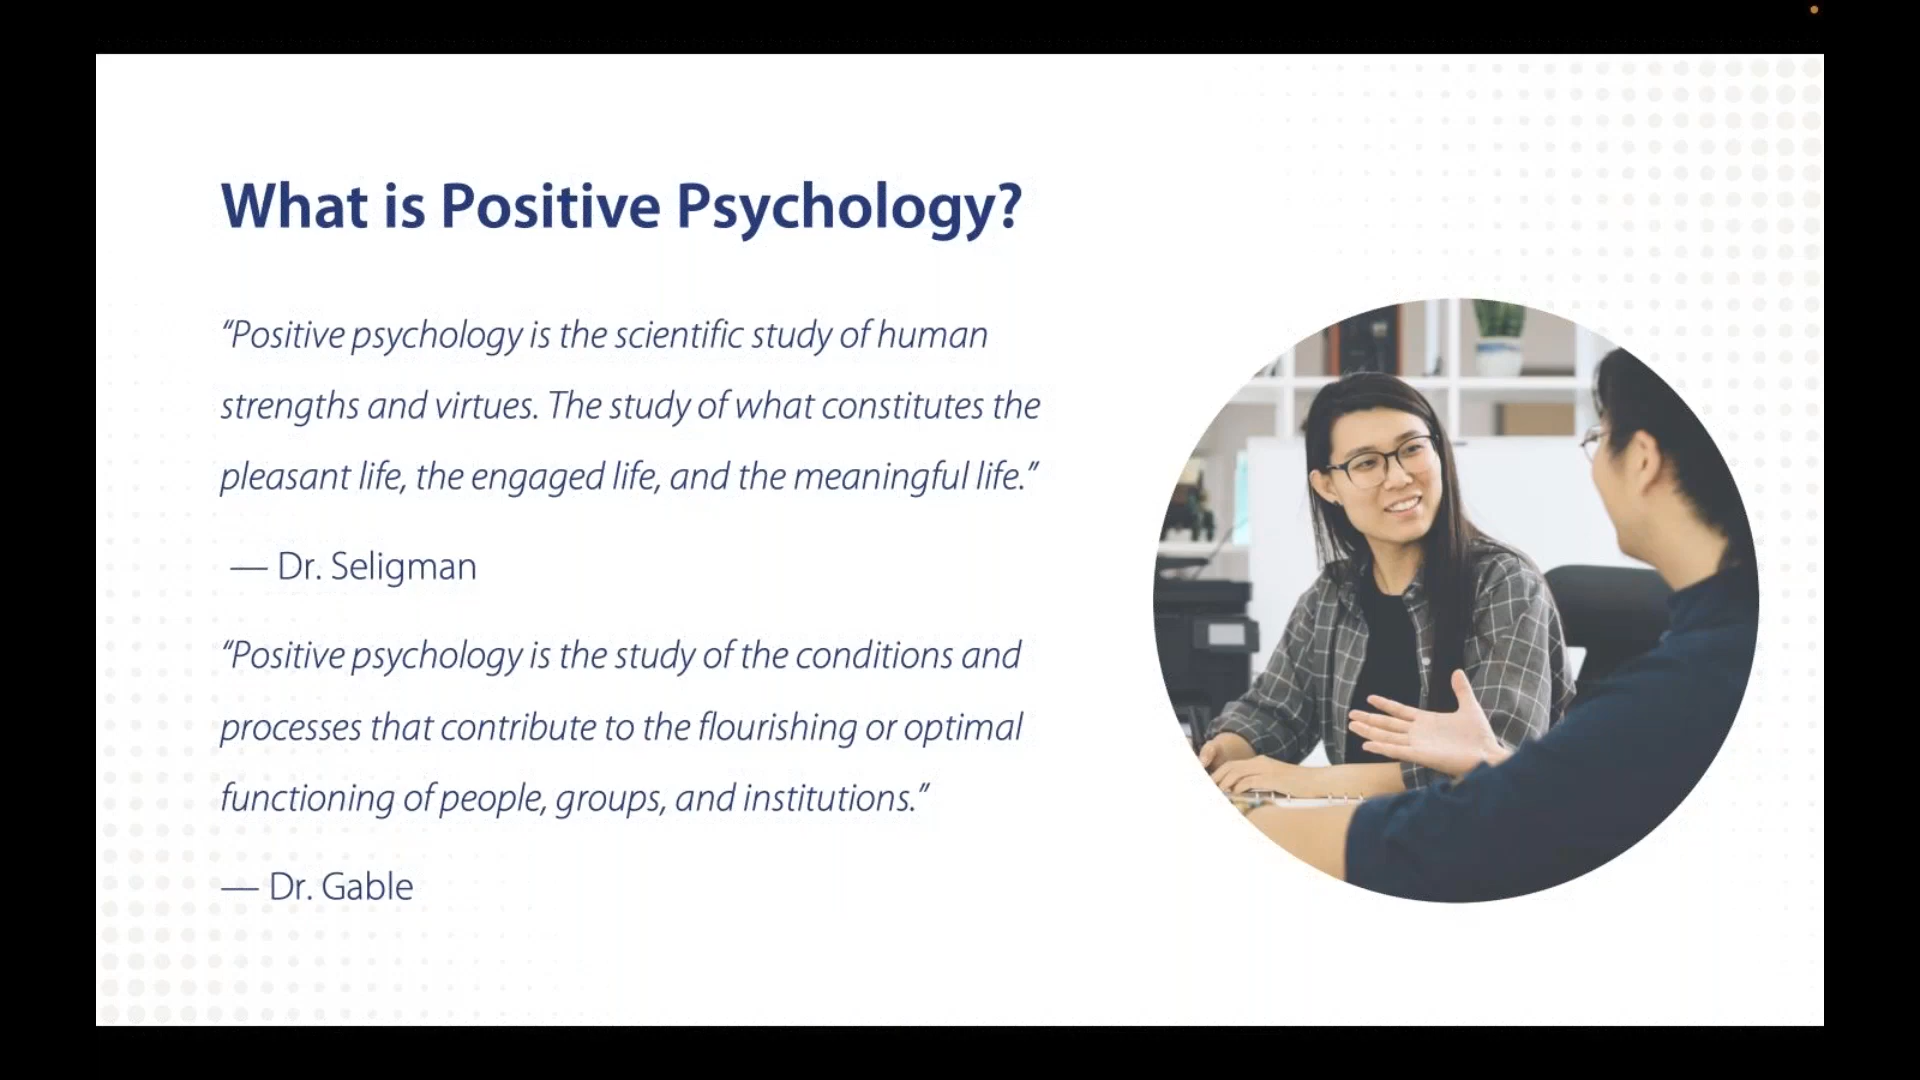 What is Positive Psychology?
“Positive psychology is the scientific study of human
strengths and virtues. The study of what constitutes the
pleasant life, the engaged life, and the meaningful life.”
— Dr. Seligman
“Positive psychology is the study of the conditions and
processes that contribute to the flourishing or optimal
functioning of people, groups, and institutions.”
— Dr. Gable